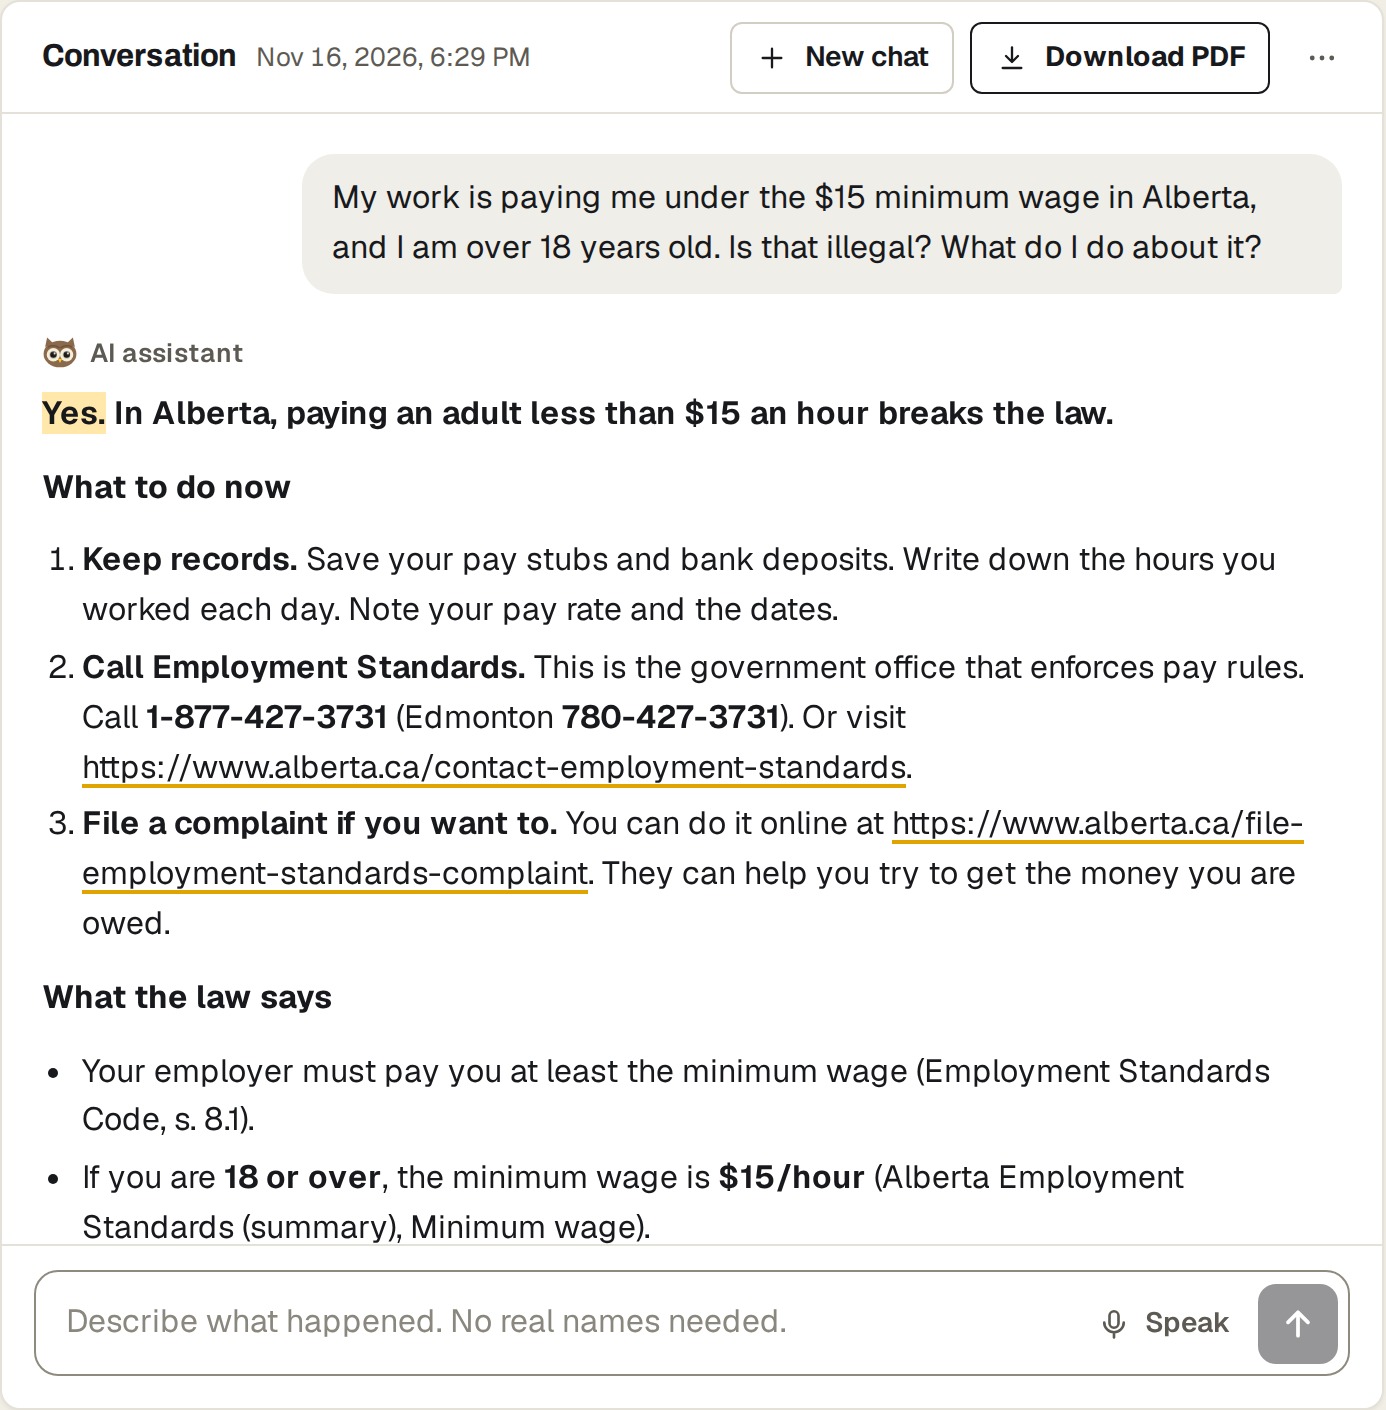 Conversation Nov 16, 2026, 6:29 PM
New chat
Download PDF
My work is paying me under the $15 minimum wage in Alberta,
and I am over 18 years old. Is that illegal? What do I do about it?
AI assistant
Yes. In Alberta, paying an adult less than $15 an hour breaks the law.
What to do now
1. Keep records. Save your pay stubs and bank deposits. Write down the hours you
worked each day. Note your pay rate and the dates.
2. Call Employment Standards. This is the government office that enforces pay rules.
Call 1-877-427-3731 (Edmonton 780-427-3731). Or visit
https://www.alberta.ca/contact-employment-standards.
3. File a complaint if you want to. You can do it online at https://www.alberta.ca/file-
employment-standards-complaint. They can help you try to get the money you are
owed.
What the law says
• Your employer must pay you at least the minimum wage (Employment Standards
Code, s. 8.1).
• If you are 18 or over, the minimum wage is $15/hour (Alberta Employment
Standards (summary), Minimum wage).
Describe what happened. No real names needed.
Speak